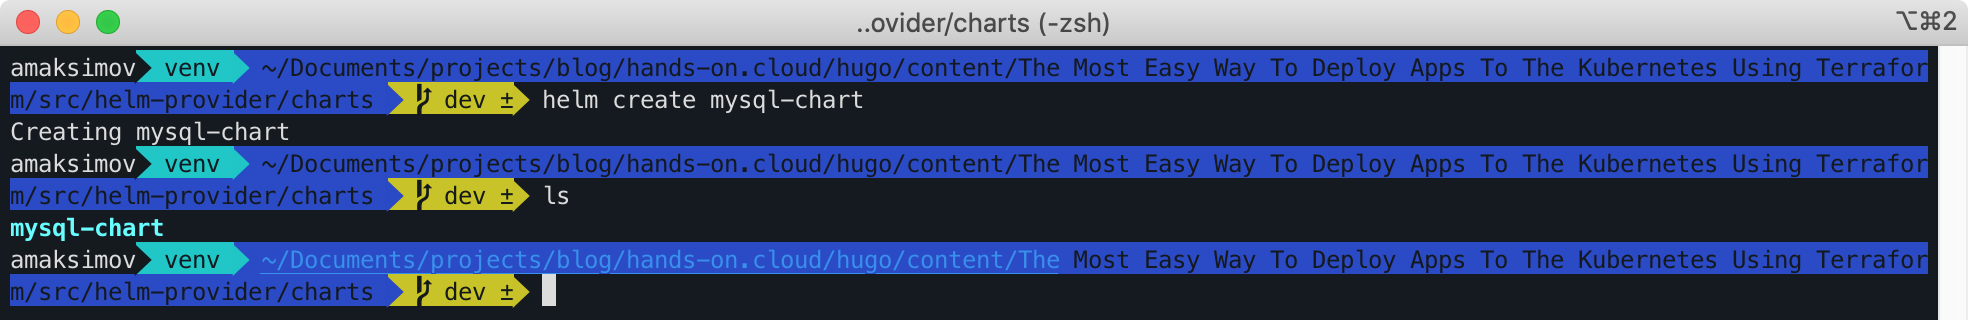 ..ovider/charts (-zsh) ⌥⌘2
amaksimov venv ~/Documents/projects/blog/hands-on.cloud/hugo/content/The Most Easy Way To Deploy Apps To The Kubernetes Using Terrafor
m/src/helm-provider/charts dev ± helm create mysql-chart
Creating mysql-chart
amaksimov venv ~/Documents/projects/blog/hands-on.cloud/hugo/content/The Most Easy Way To Deploy Apps To The Kubernetes Using Terrafor
m/src/helm-provider/charts dev ± ls
mysql-chart
amaksimov venv ~/Documents/projects/blog/hands-on.cloud/hugo/content/The Most Easy Way To Deploy Apps To The Kubernetes Using Terrafor
m/src/helm-provider/charts dev ±